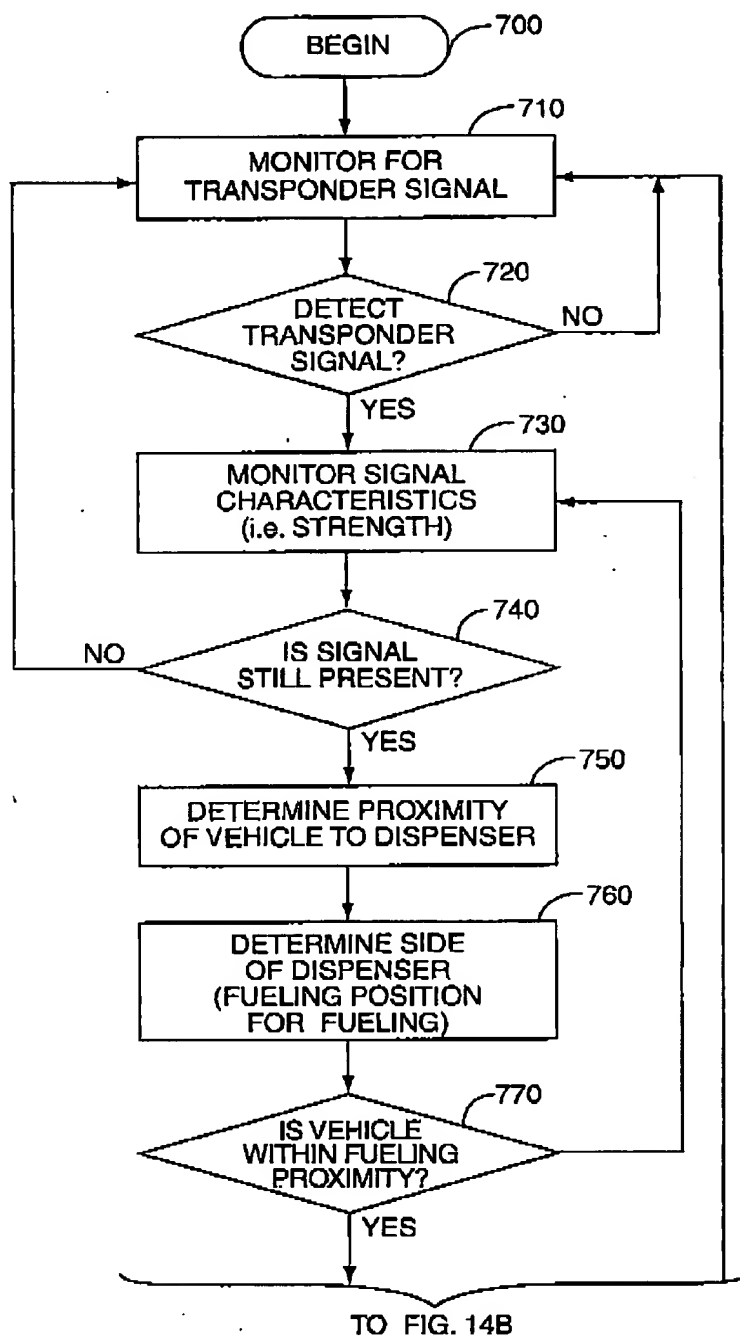 BEGIN
700
710
MONITOR FOR
TRANSPONDER SIGNAL
720
DETECT
TRANSPONDER
SIGNAL?
NO
YES
730
MONITOR SIGNAL
CHARACTERISTICS
(i.e. STRENGTH)
740
IS SIGNAL
STILL PRESENT?
NO
YES
750
DETERMINE PROXIMITY
OF VEHICLE TO DISPENSER
760
DETERMINE SIDE
OF DISPENSER
(FUELING POSITION
FOR FUELING)
770
IS VEHICLE
WITHIN FUELING
PROXIMITY?
YES
TO FIG. 14B